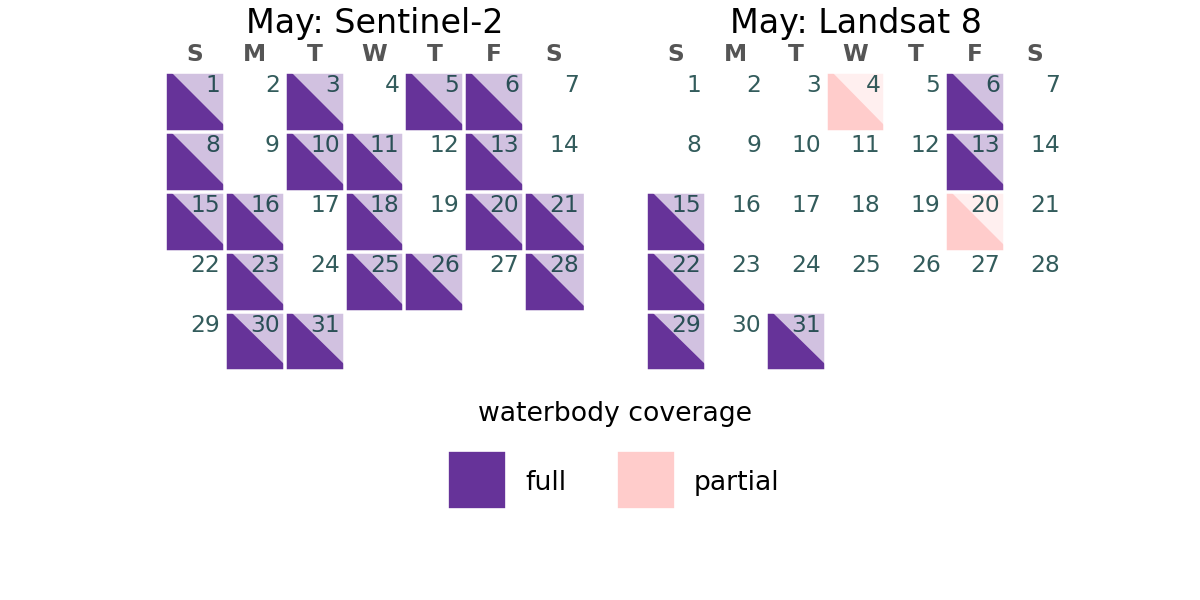 May: Sentinel-2
S M T W T F S
1 2 3 4 5 6 7
8 9 10 11 12 13 14
15 16 17 18 19 20 21
22 23 24 25 26 27 28
29 30 31
May: Landsat 8
S M T W T F S
1 2 3 4 5 6 7
8 9 10 11 12 13 14
15 16 17 18 19 20 21
22 23 24 25 26 27 28
29 30 31
waterbody coverage
full partial